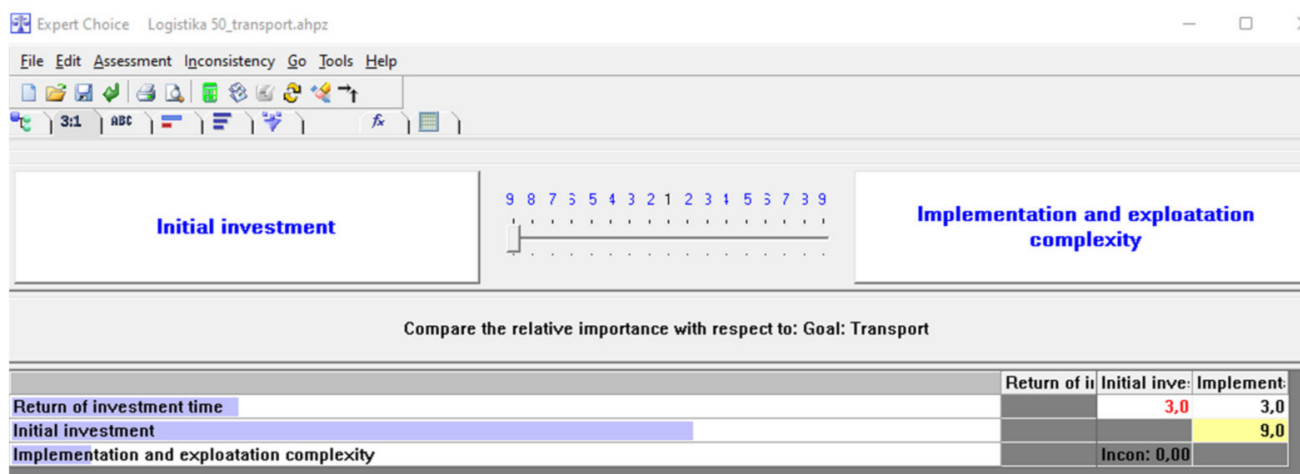 Expert Choice Logistika 50_transport.ahpz
File Edit Assessment Inconsistency Go Tools Help
3:1 ABC fx
Initial investment
9 8 7 6 5 4 3 2 1 2 3 4 5 6 7 8 9
Implementation and exploatation
complexity
Compare the relative importance with respect to: Goal: Transport
Return of i Initial inve Implement
Return of investment time 3,0 3,0
Initial investment 9,0
Implementation and exploatation complexity Incon: 0,00